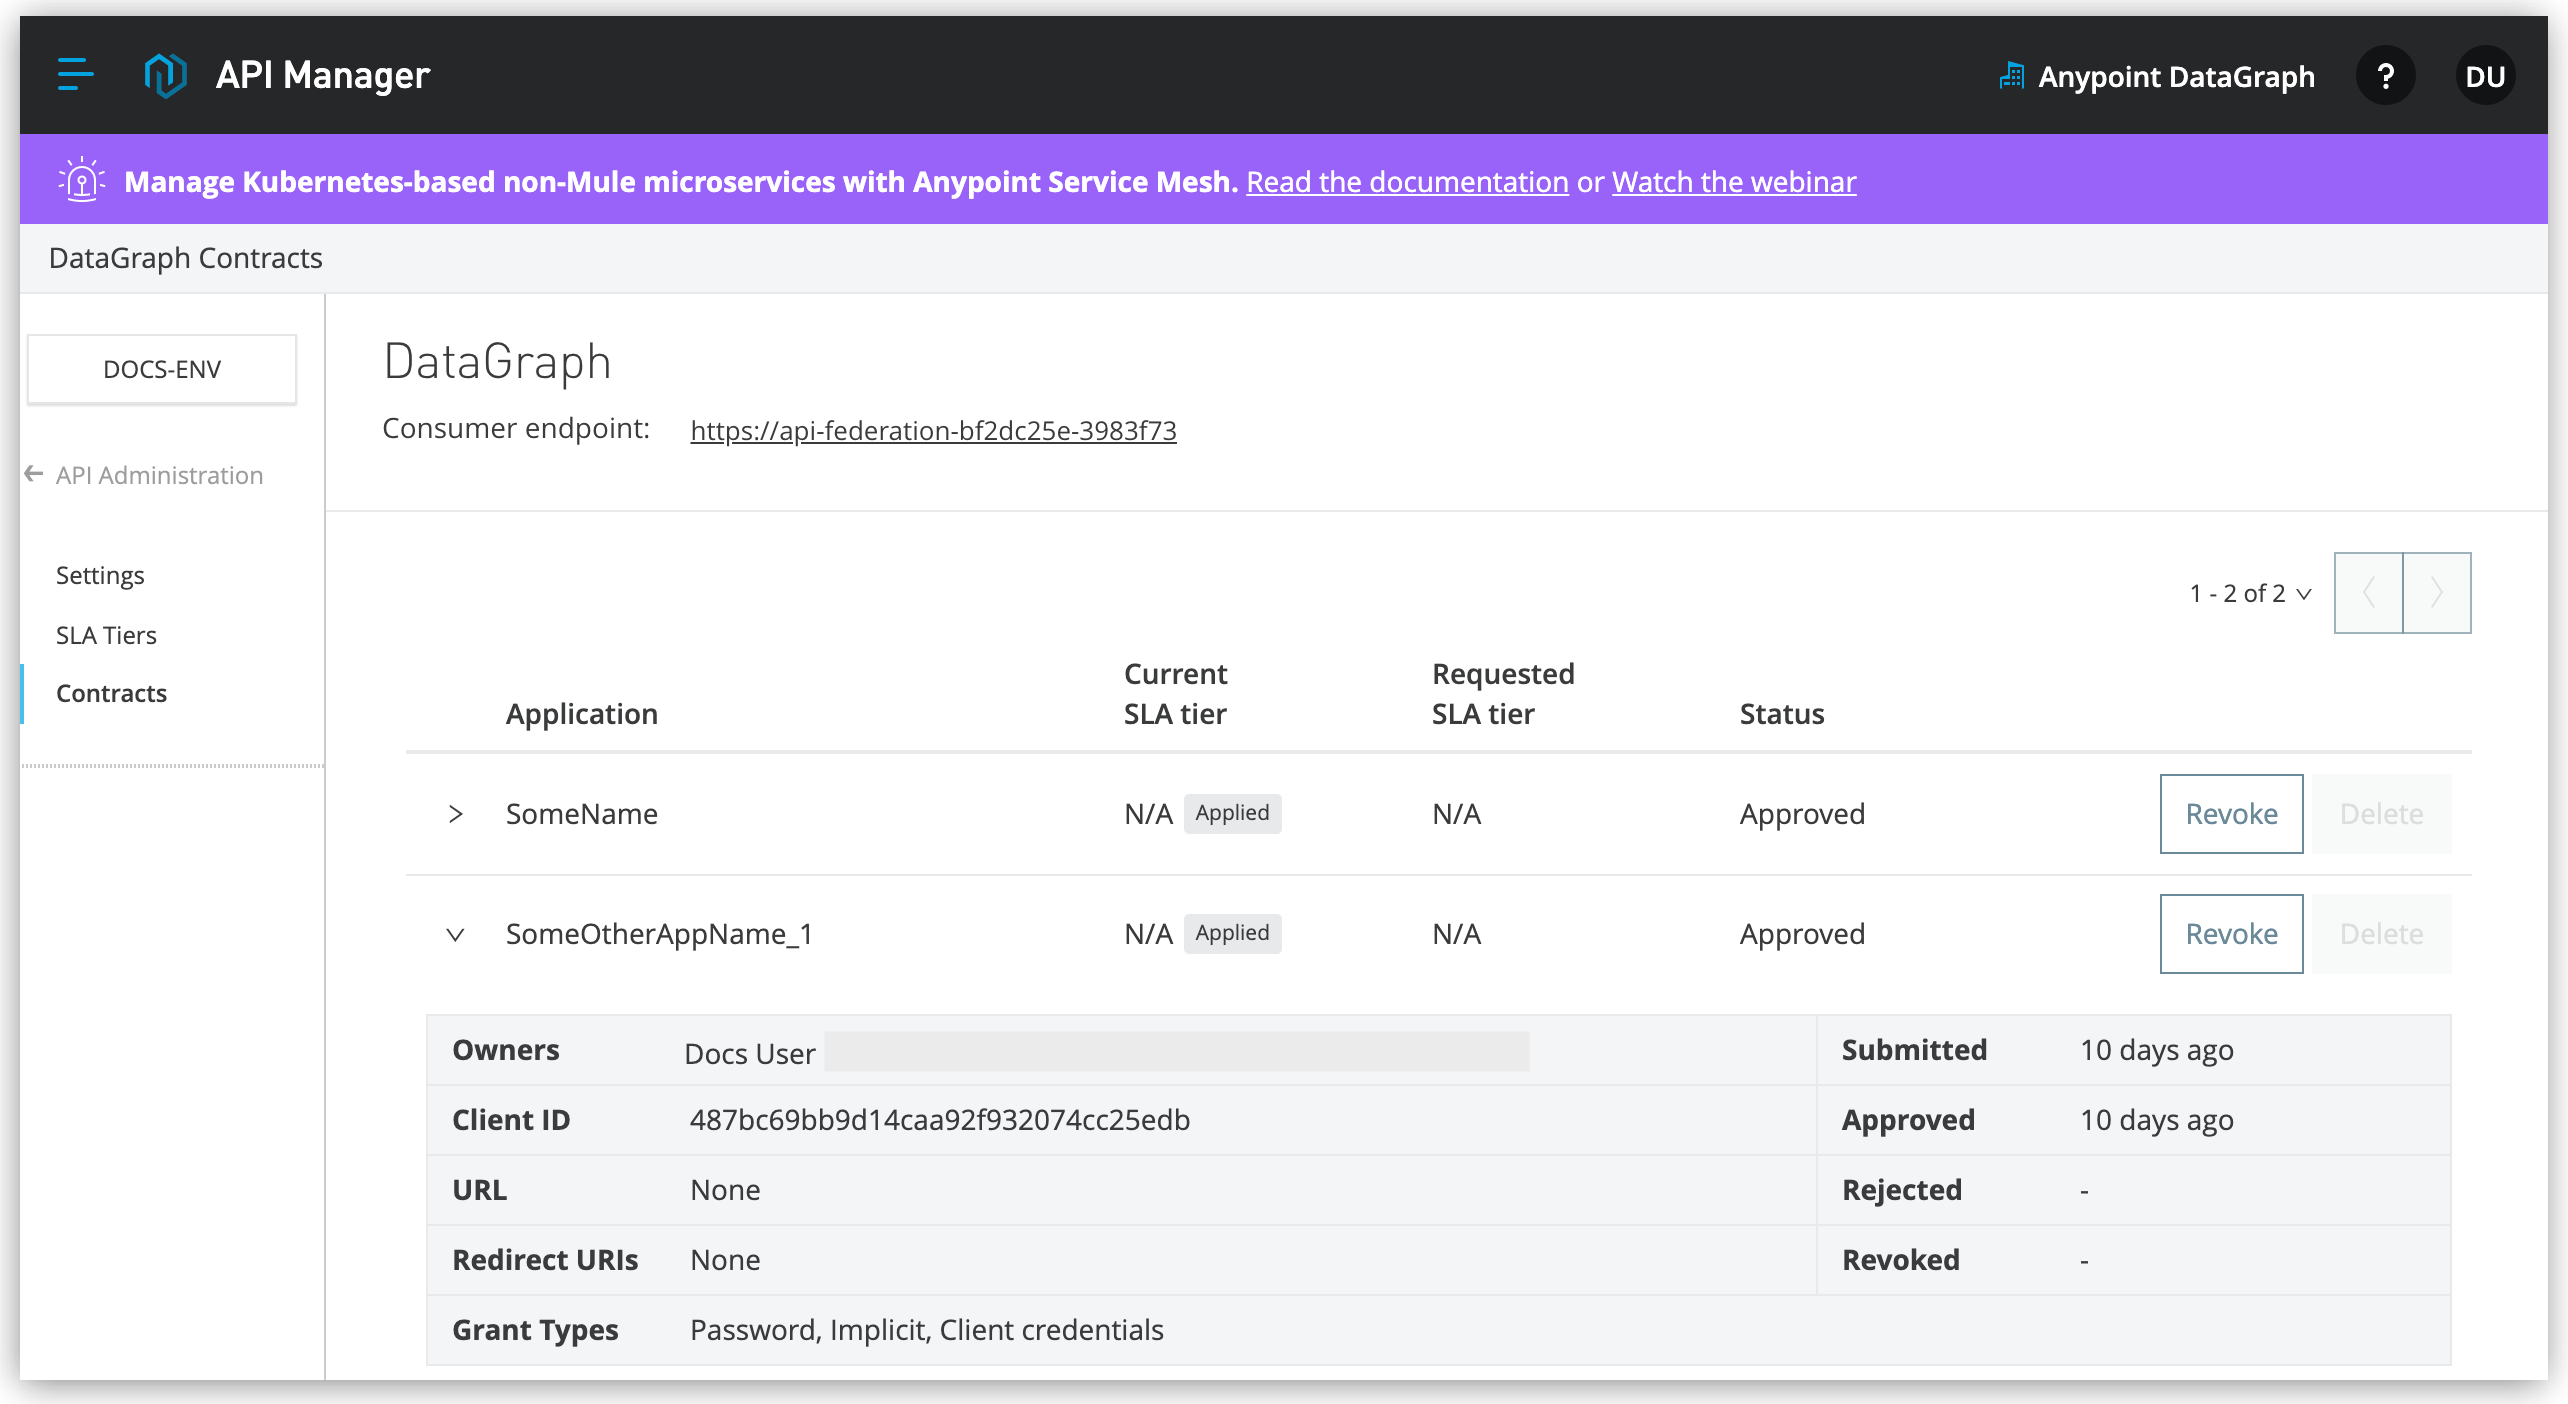 API Manager
Anypoint DataGraph
?
DU
Manage Kubernetes-based non-Mule microservices with Anypoint Service Mesh. Read the documentation or Watch the webinar
DataGraph Contracts
DOCS-ENV
API Administration
Settings
SLA Tiers
Contracts
DataGraph
Consumer endpoint: https://api-federation-bf2dc25e-3983f73
1 - 2 of 2
Application Current SLA tier Requested SLA tier Status
SomeName N/A Applied N/A Approved Revoke Delete
SomeOtherAppName_1 N/A Applied N/A Approved Revoke Delete
Owners Docs User Submitted 10 days ago
Client ID 487bc69bb9d14caa92f932074cc25edb Approved 10 days ago
URL None Rejected -
Redirect URIs None Revoked -
Grant Types Password, Implicit, Client credentials